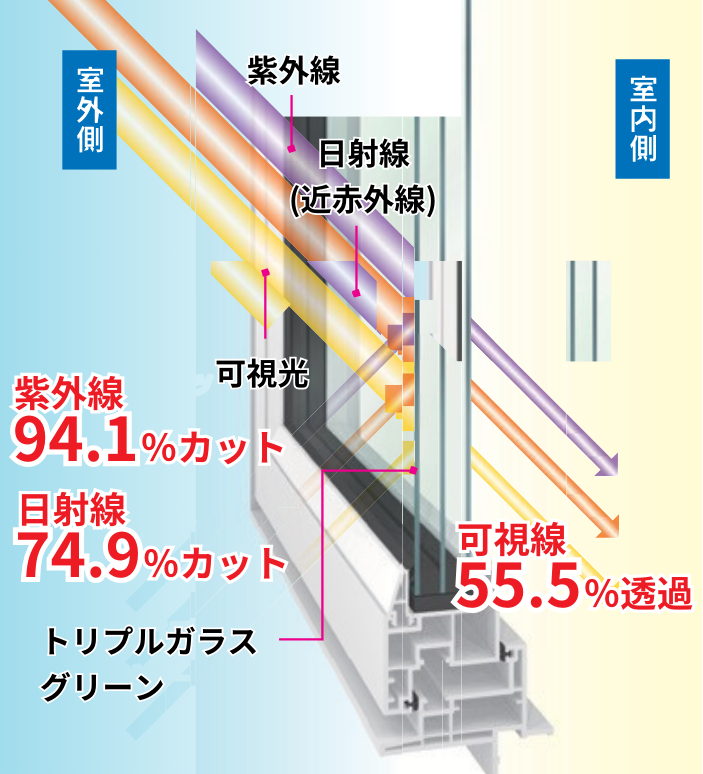 室外側
室内側
紫外線
日射線
(近赤外線)
可視光
紫外線
94.1%カット
日射線
74.9%カット
可視線
55.5%透過
トリプルガラス
グリーン